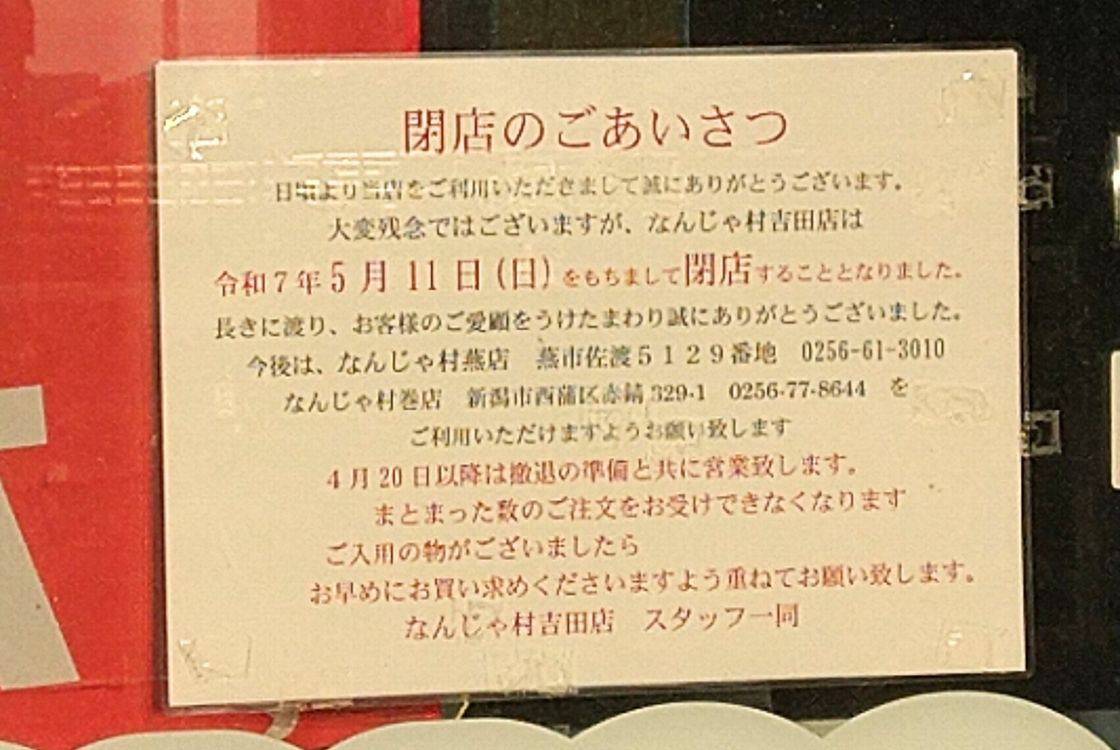 閉店のごあいさつ
日頃より当店をご利用いただきまして誠にありがとうございます。
大変残念ではございますが、なんじゃ村吉田店は
令和7年5月11日(日)をもちまして閉店することとなりました。
長きに渡り、お客様のご愛顧をうけたまわり誠にありがとうございました。
今後は、なんじゃ村燕店　燕市佐渡５１２９番地　0256-61-3010
なんじゃ村巻店　新潟市西蒲区赤鏥329-1　0256-77-8644　を
ご利用いただけますようお願い致します
4月20日以降は撤退の準備と共に営業致します。
まとまった数のご注文をお受けできなくなります
ご入用の物がございましたら
お早めにお買い求めくださいますよう重ねてお願い致します。
なんじゃ村吉田店　スタッフ一同